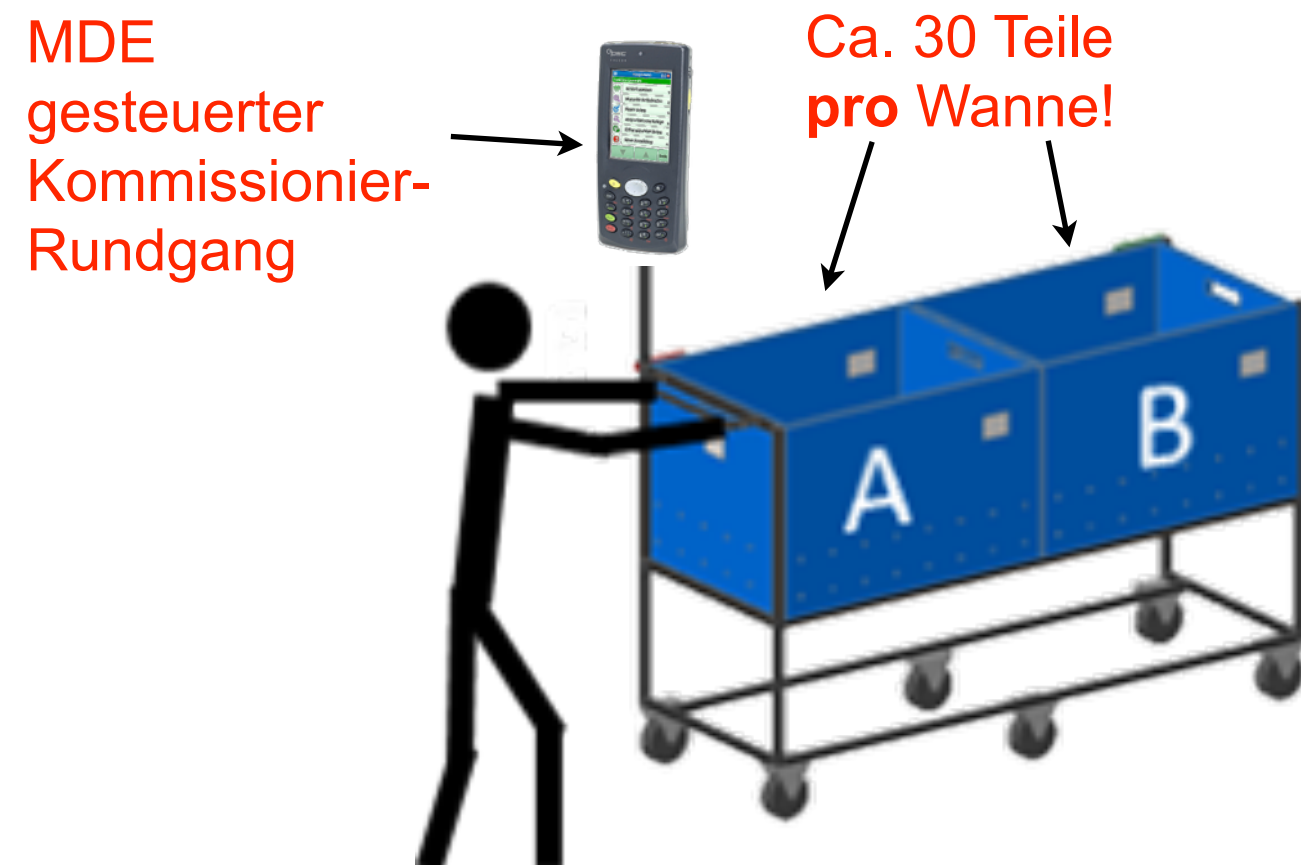 MDE
gesteuerter
Kommissionier-
Rundgang
Ca. 30 Teile
pro Wanne!
A
B